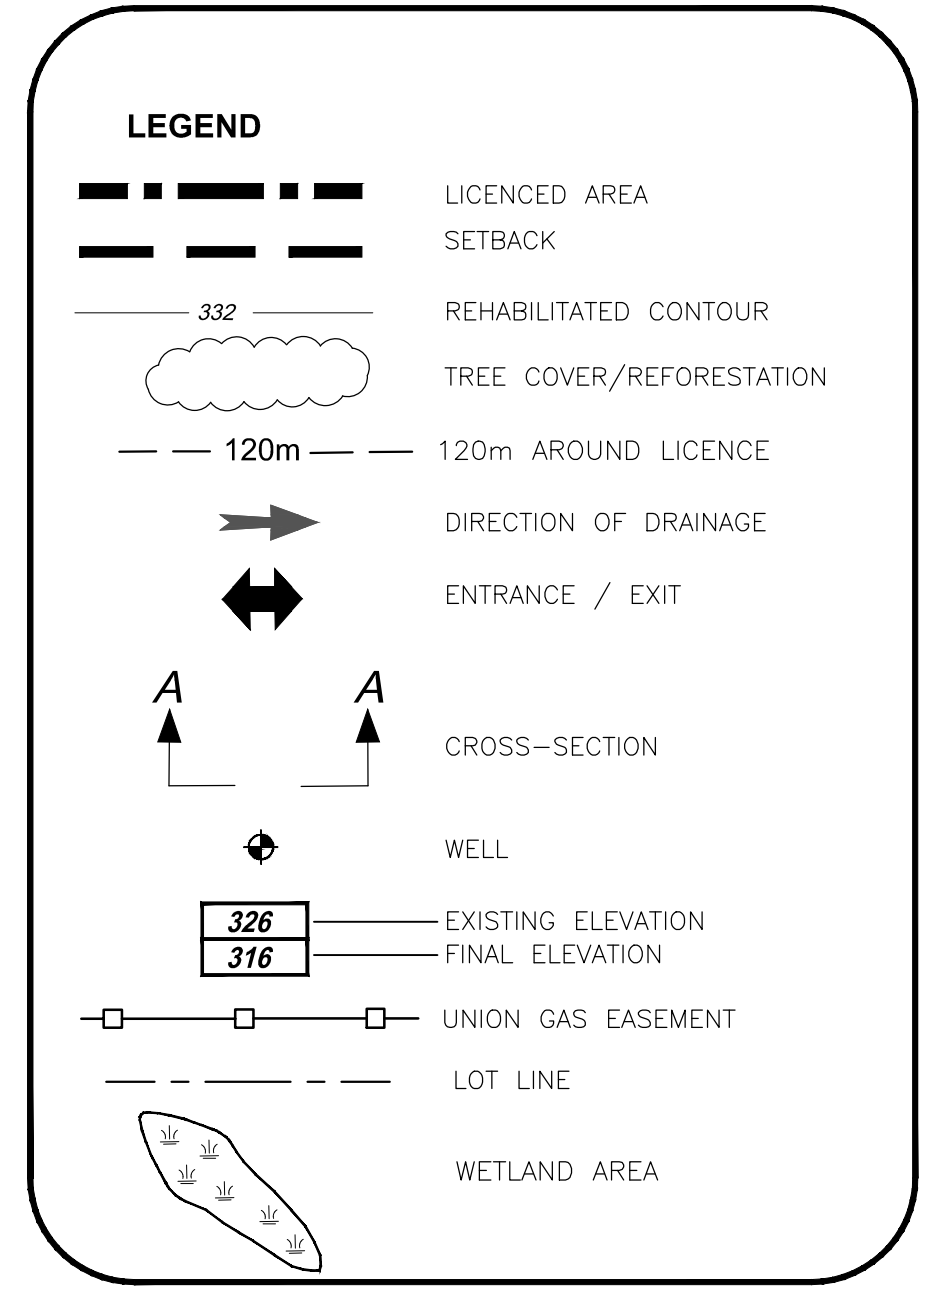 LEGEND
LICENCED AREA
SETBACK
332 REHABILITATED CONTOUR
TREE COVER/REFORESTATION
120m 120m AROUND LICENCE
DIRECTION OF DRAINAGE
ENTRANCE / EXIT
A A
CROSS-SECTION
WELL
326 EXISTING ELEVATION
316 FINAL ELEVATION
UNION GAS EASEMENT
LOT LINE
WETLAND AREA